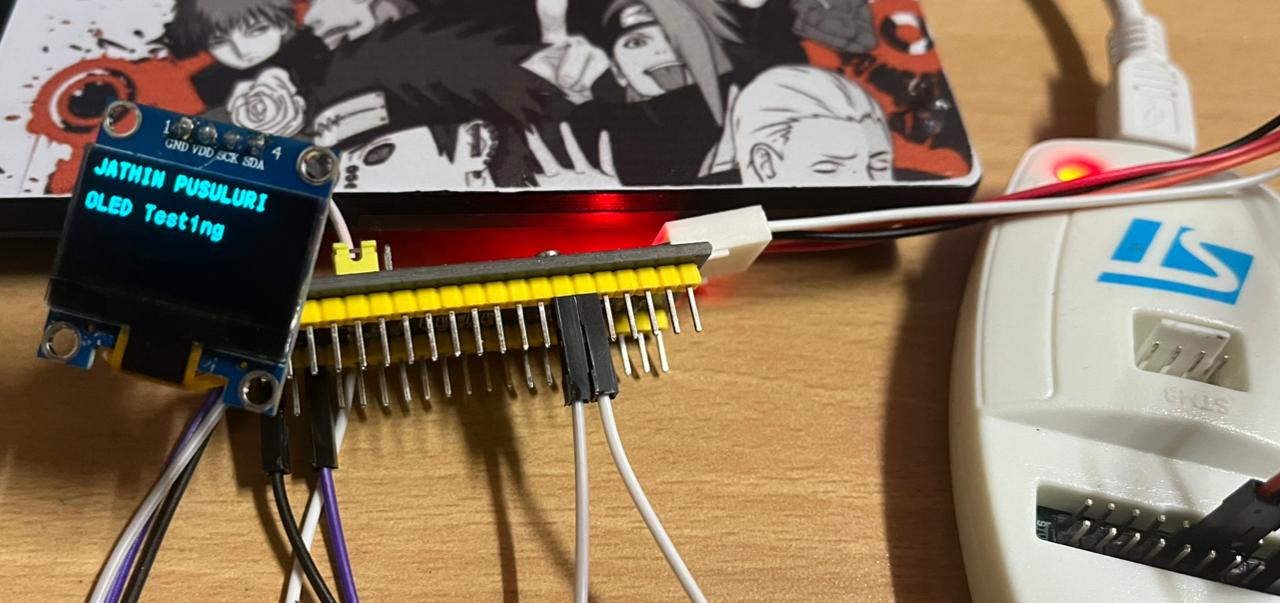 1 4
GND VDD SCK SDA
JATHIN PUSULURI
OLED Testing
ST
STM8